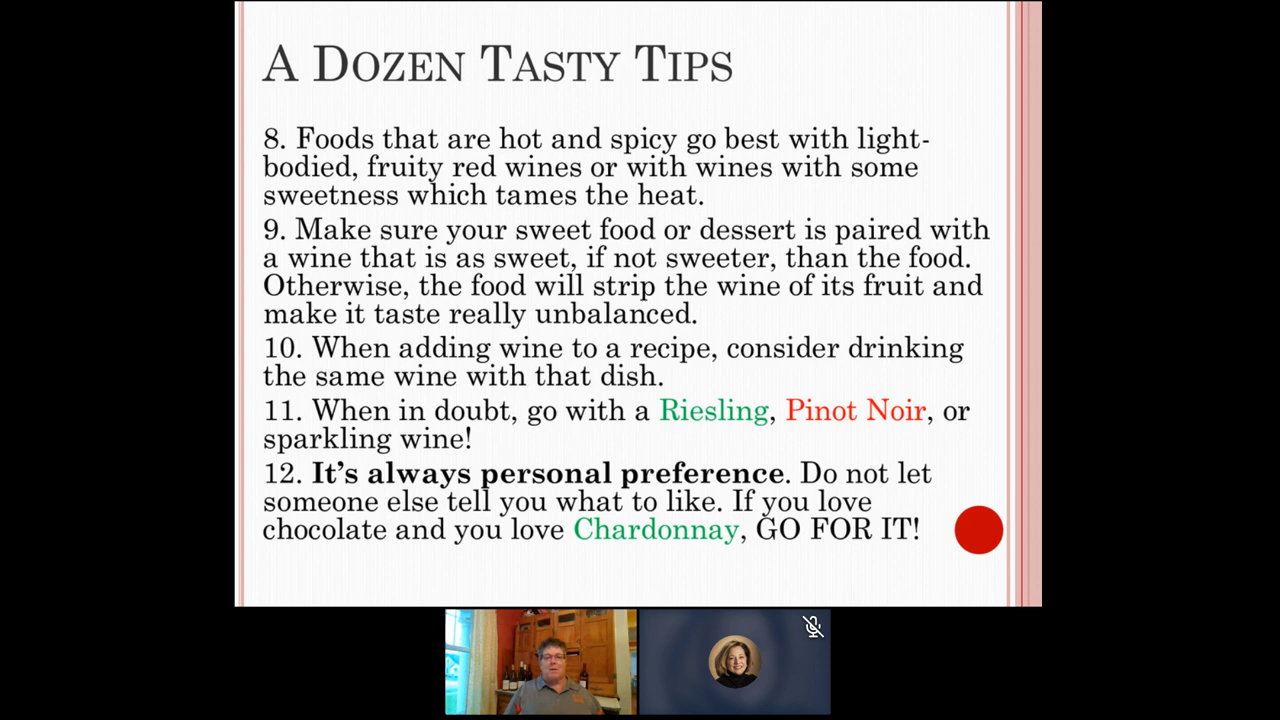 A DOZEN TASTY TIPS
8. Foods that are hot and spicy go best with light-
bodied, fruity red wines or with wines with some
sweetness which tames the heat.
9. Make sure your sweet food or dessert is paired with
a wine that is as sweet, if not sweeter, than the food.
Otherwise, the food will strip the wine of its fruit and
make it taste really unbalanced.
10. When adding wine to a recipe, consider drinking
the same wine with that dish.
11. When in doubt, go with a Riesling, Pinot Noir, or
sparkling wine!
12. It’s always personal preference. Do not let
someone else tell you what to like. If you love
chocolate and you love Chardonnay, GO FOR IT!